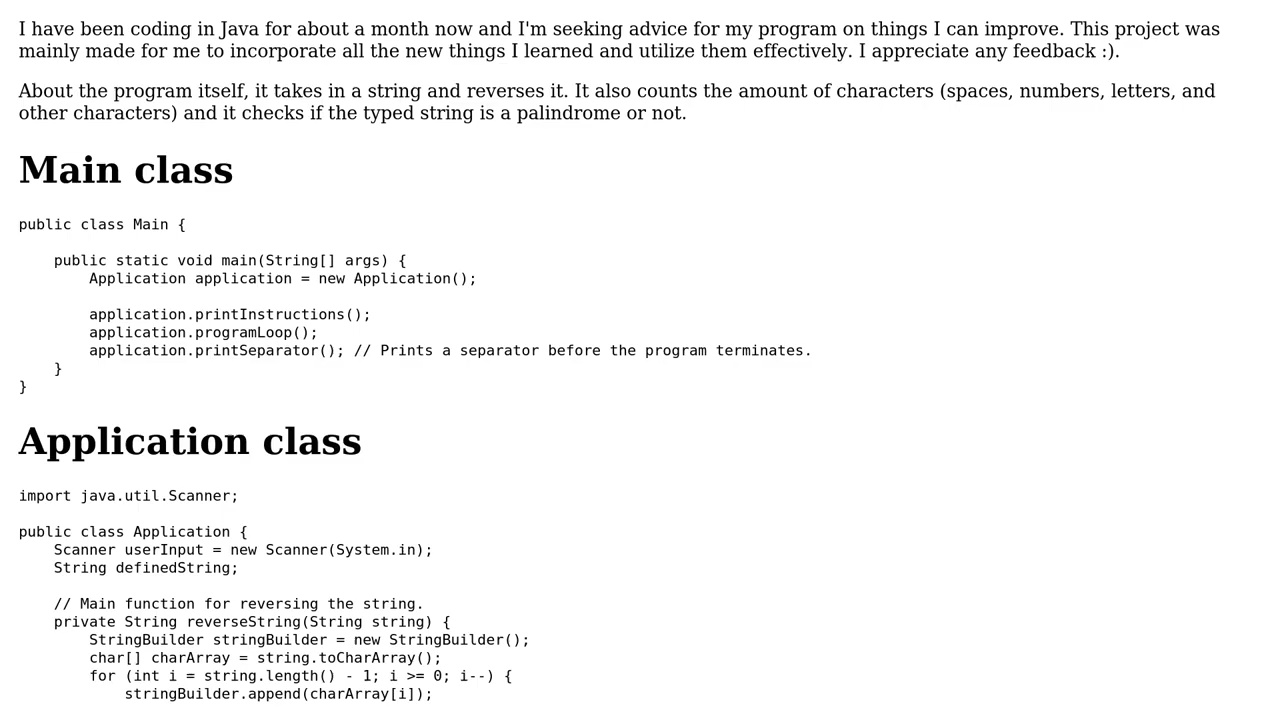 I have been coding in Java for about a month now and I'm seeking advice for my program on things I can improve. This project was
mainly made for me to incorporate all the new things I learned and utilize them effectively. I appreciate any feedback :).
About the program itself, it takes in a string and reverses it. It also counts the amount of characters (spaces, numbers, letters, and
other characters) and it checks if the typed string is a palindrome or not.
Main class
public class Main {
    public static void main(String[] args) {
        Application application = new Application();
        application.printInstructions();
        application.programLoop();
        application.printSeparator(); // Prints a separator before the program terminates.
    }
}
Application class
import java.util.Scanner;
public class Application {
    Scanner userInput = new Scanner(System.in);
    String definedString;
    // Main function for reversing the string.
    private String reverseString(String string) {
        StringBuilder stringBuilder = new StringBuilder();
        char[] charArray = string.toCharArray();
        for (int i = string.length() - 1; i >= 0; i--) {
            stringBuilder.append(charArray[i]);